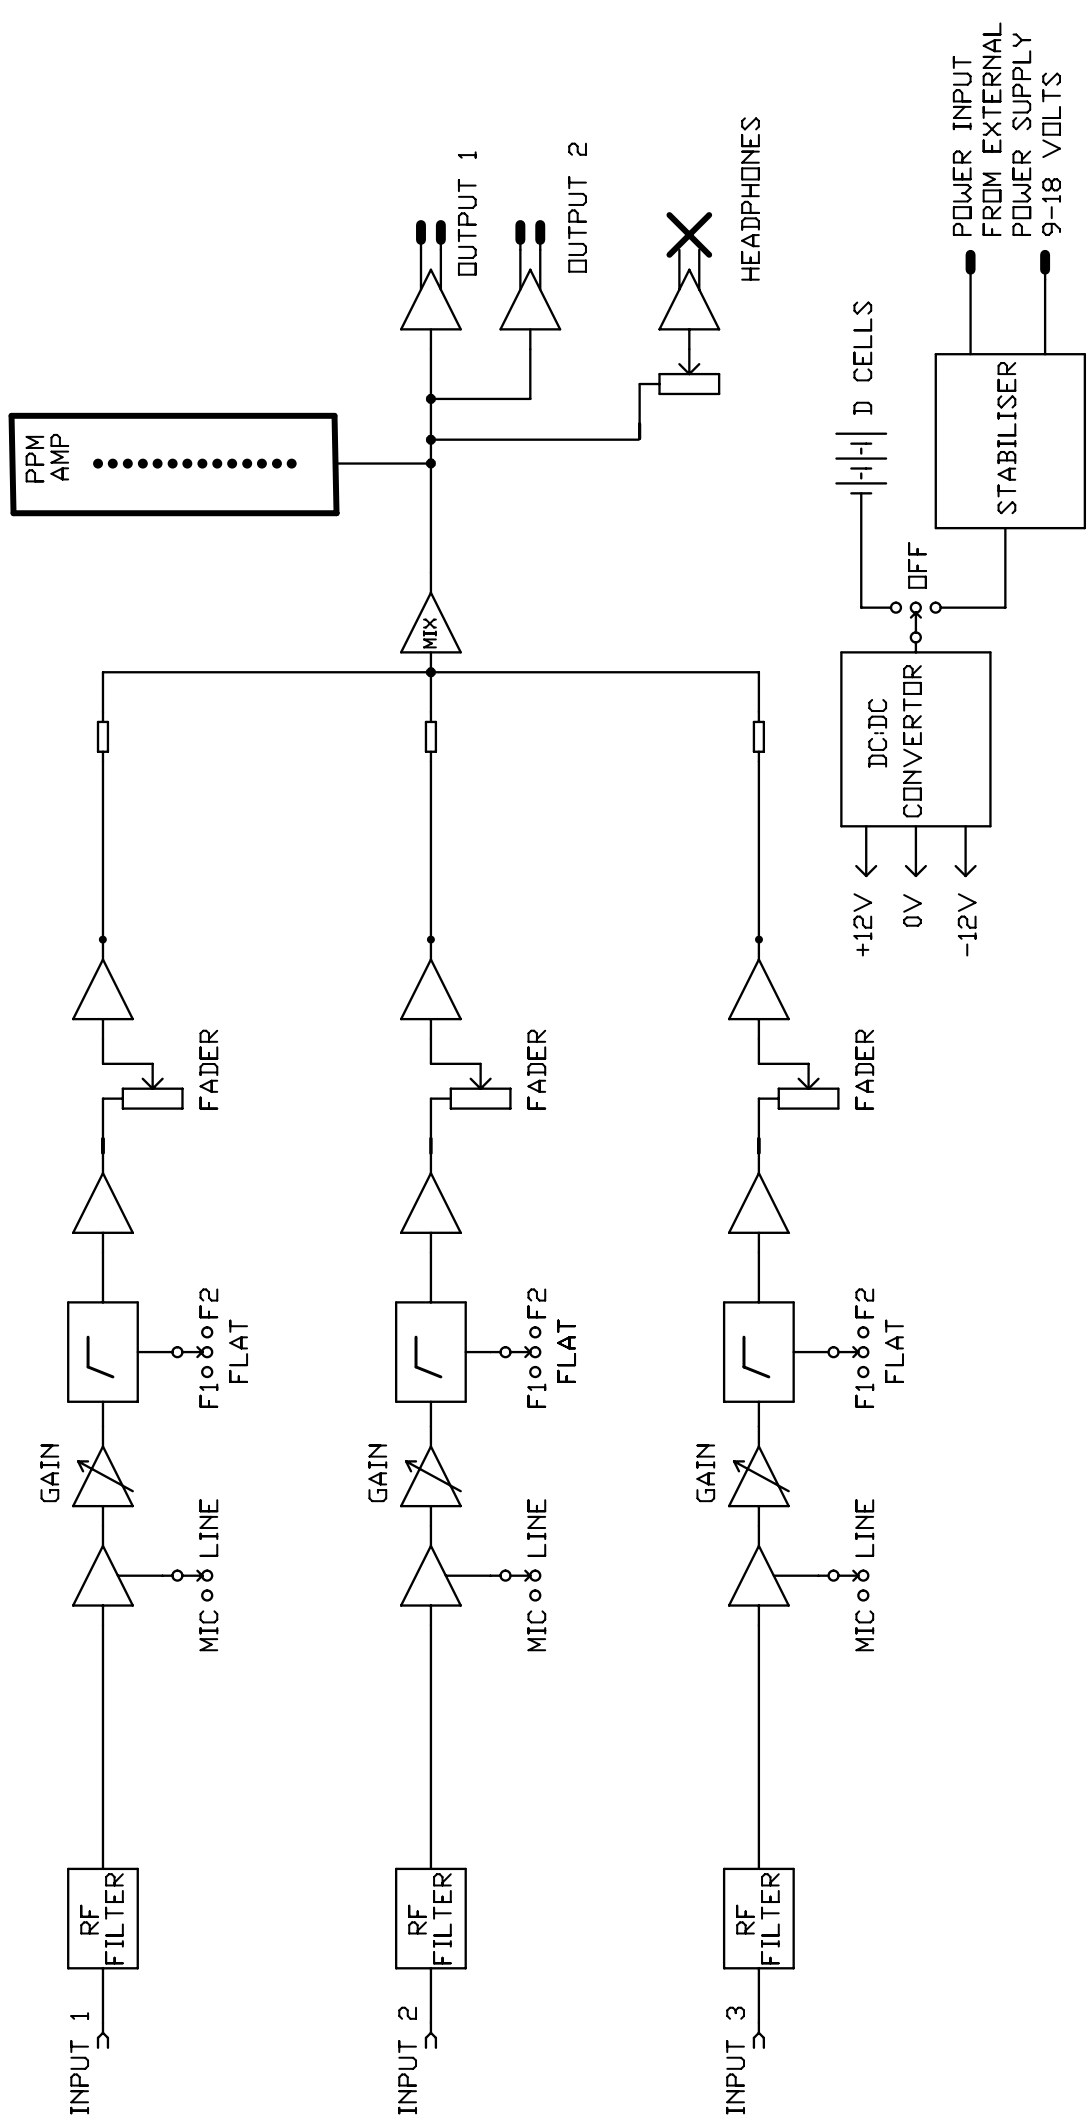 INPUT 1
RF
FILTER
MIC
LINE
GAIN
F1
F2
FLAT
FADER
INPUT 2
RF
FILTER
MIC
LINE
GAIN
F1
F2
FLAT
FADER
INPUT 3
RF
FILTER
MIC
LINE
GAIN
F1
F2
FLAT
FADER
MIX
PPM
AMP
OUTPUT 1
OUTPUT 2
HEADPHONES
+12V
0V
-12V
DC:DC
CONVERTOR
OFF
D CELLS
STABILISER
POWER INPUT
FROM EXTERNAL
POWER SUPPLY
9-18 VOLTS